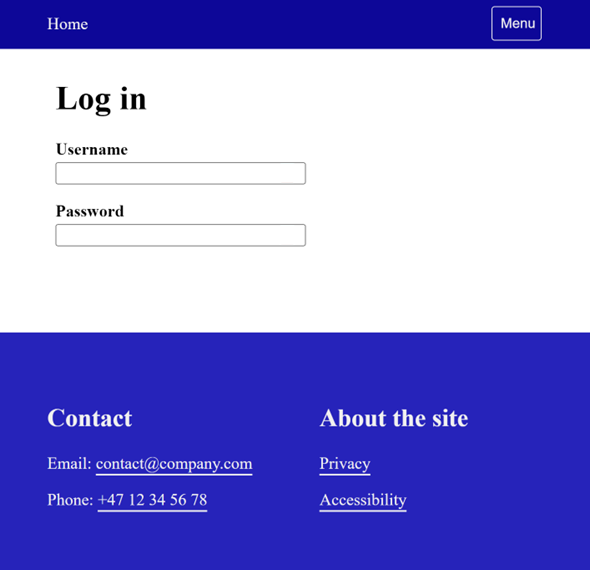 Home
Menu
Log in
Username
Password
Contact
Email: contact@company.com
Phone: +47 12 34 56 78
About the site
Privacy
Accessibility